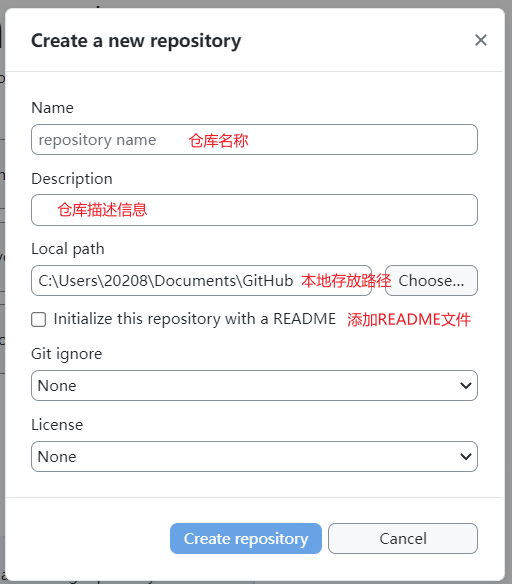 Create a new repository
Name
repository name 仓库名称
Description
仓库描述信息
Local path
C:\Users\20208\Documents\GitHub 本地存放路径 Choose...
Initialize this repository with a README 添加README文件
Git ignore
None
License
None
Create repository Cancel